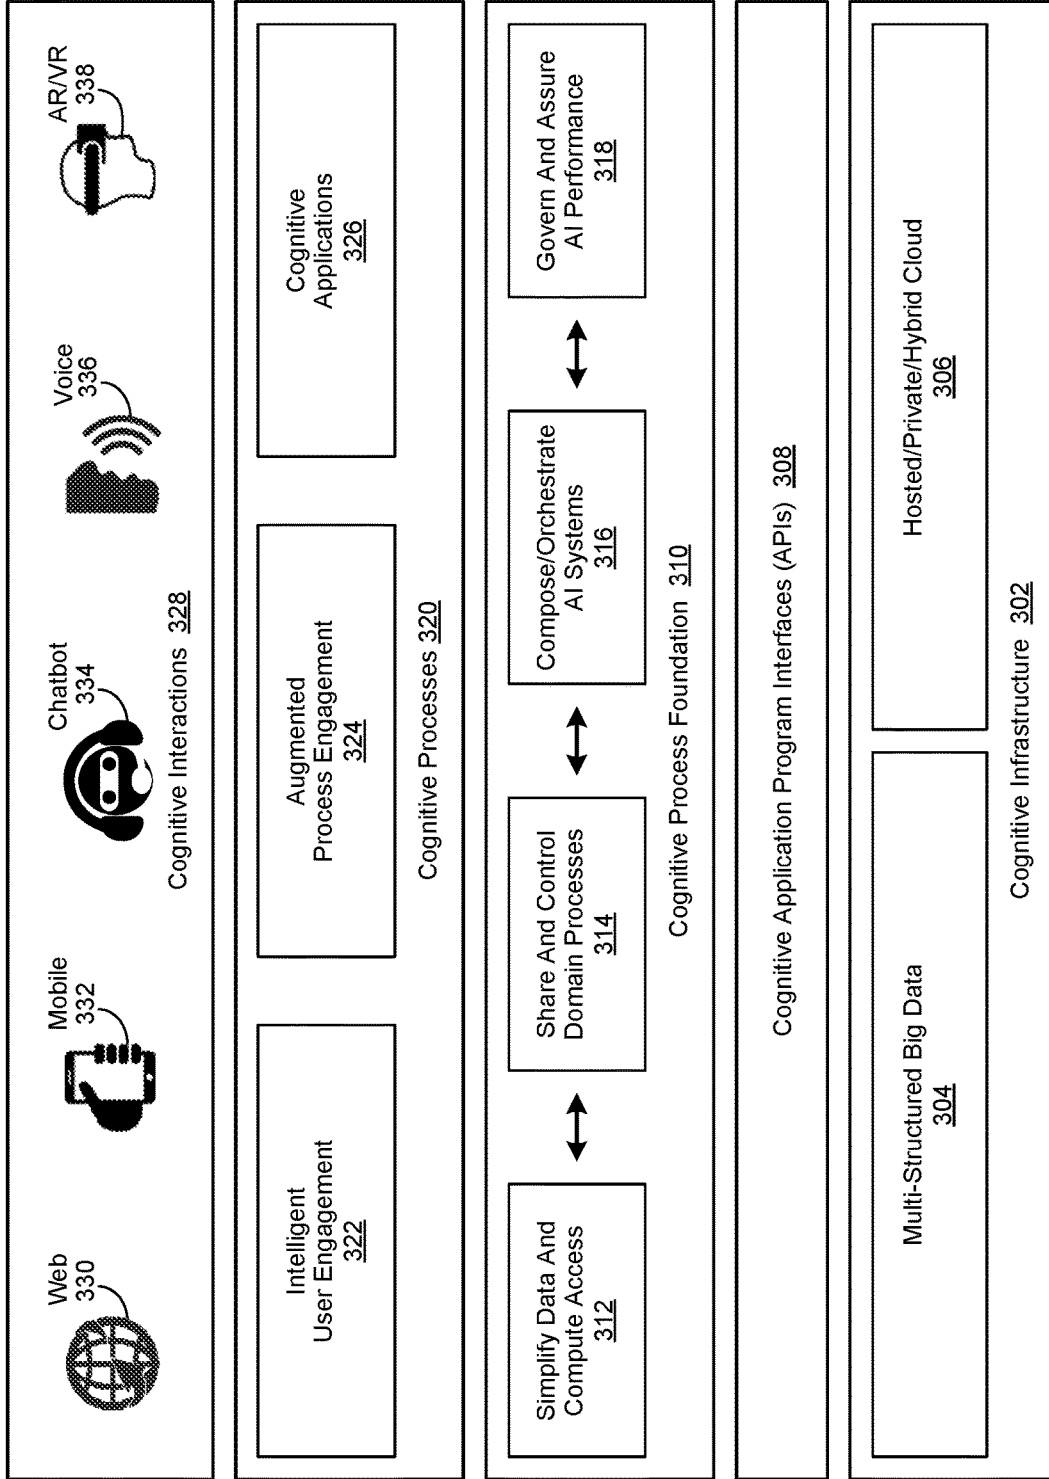 Web
330
Mobile
332
Chatbot
334
Voice
336
AR/VR
338
Cognitive Interactions 328
Intelligent
User Engagement
322
Augmented
Process Engagement
324
Cognitive
Applications
326
Cognitive Processes 320
Simplify Data And
Compute Access
312
Share And Control
Domain Processes
314
Compose/Orchestrate
AI Systems
316
Govern And Assure
AI Performance
318
Cognitive Process Foundation 310
Cognitive Application Program Interfaces (APIs) 308
Multi-Structured Big Data
304
Hosted/Private/Hybrid Cloud
306
Cognitive Infrastructure 302